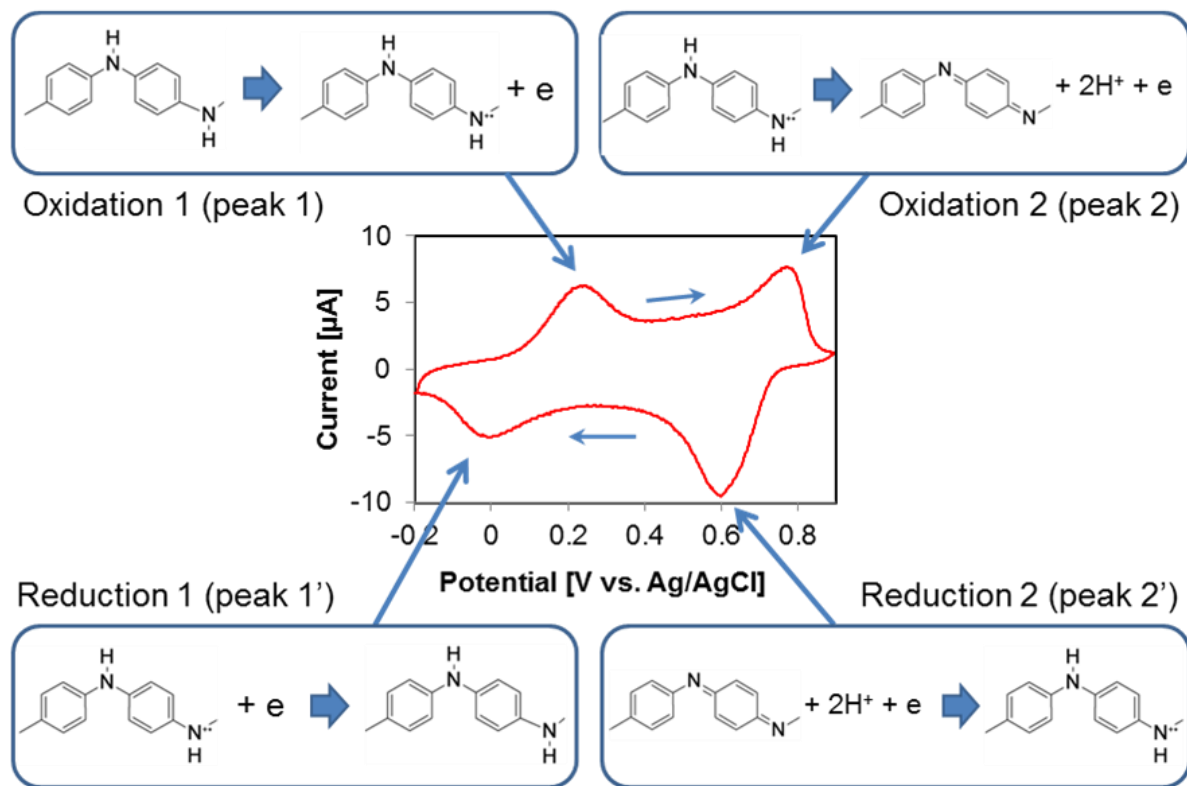 H
N
N
H
H
N
N··
H
+ e
H
N
N··
H
N
N
+ 2H⁺ + e
Oxidation 1 (peak 1)
Oxidation 2 (peak 2)
10
5
0
-5
-10
Current [µA]
-0.2 0 0.2 0.4 0.6 0.8
Potential [V vs. Ag/AgCl]
Reduction 1 (peak 1’)
Reduction 2 (peak 2’)
H
N
N··
H
+ e
H
N
N
H
N
N
+ 2H⁺ + e
H
N
N··
H